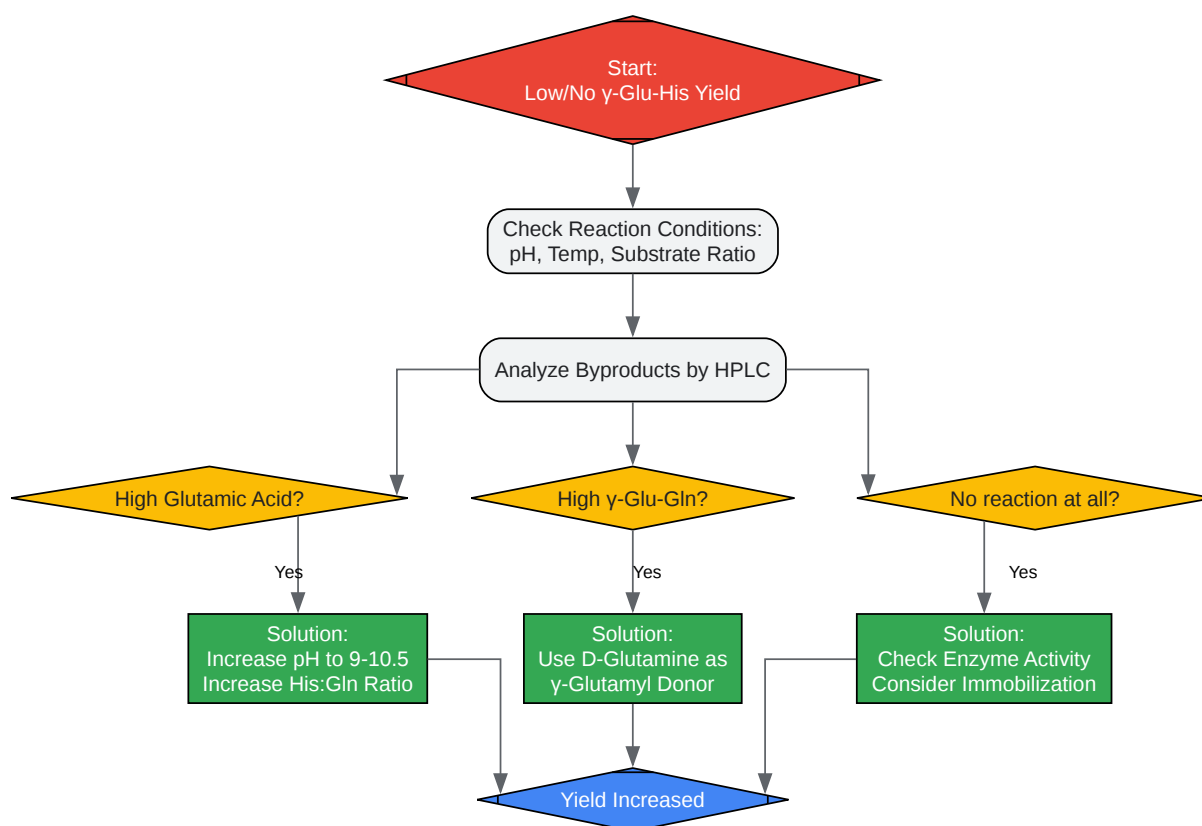 Start:
Low/No γ-Glu-His Yield
Check Reaction Conditions:
pH, Temp, Substrate Ratio
Analyze Byproducts by HPLC
High Glutamic Acid?
High γ-Glu-Gln?
No reaction at all?
Yes
Yes
Yes
Solution:
Increase pH to 9-10.5
Increase His:Gln Ratio
Solution:
Use D-Glutamine as
γ-Glutamyl Donor
Solution:
Check Enzyme Activity
Consider Immobilization
Yield Increased